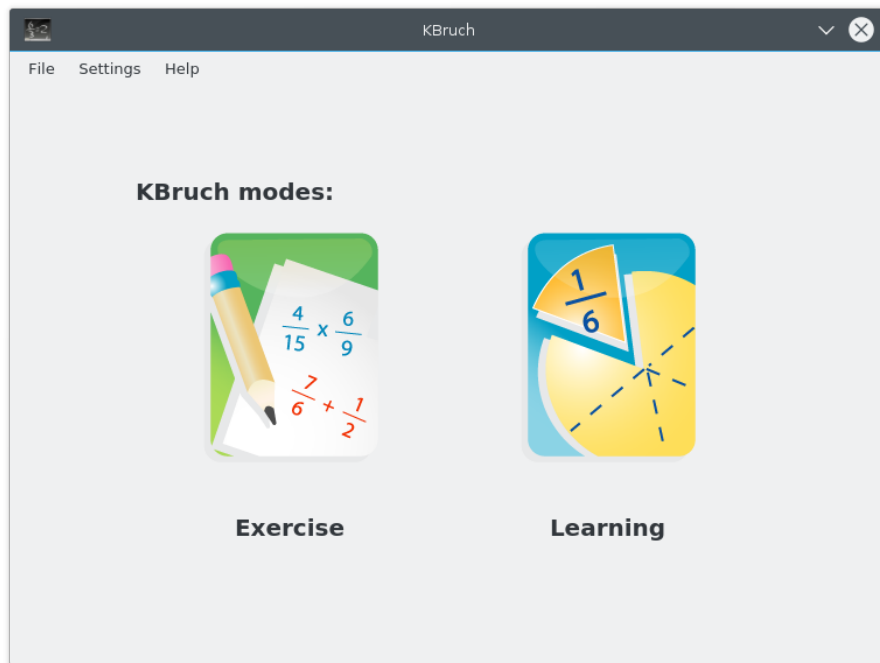 KBruch
File Settings Help
KBruch modes:
4/15 x 6/9
7/6 + 1/2
1/6
Exercise
Learning